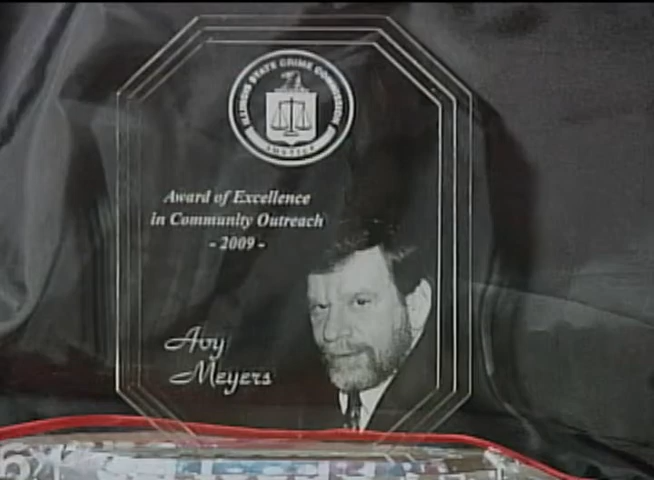 ILLINOIS STATE CRIME COMMISSION
JUSTICE
Award of Excellence
in Community Outreach
- 2009 -
Avy
Meyers